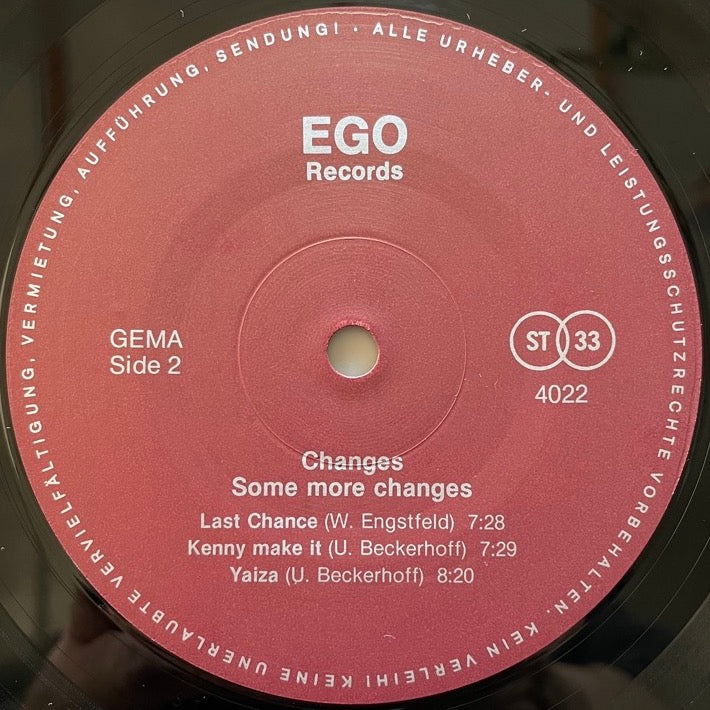 ALLE URHEBER- UND LEISTUNGSSCHUTZRECHTE VORBEHALTEN. KEIN VERLEIH! KEINE UNERLAUBTE VERVIELFÄLTIGUNG, VERMIETUNG, AUFFÜHRUNG, SENDUNG! ·
EGO
Records
GEMA
Side 2
ST 33
4022
Changes
Some more changes
Last Chance (W. Engstfeld) 7:28
Kenny make it (U. Beckerhoff) 7:29
Yaiza (U. Beckerhoff) 8:20